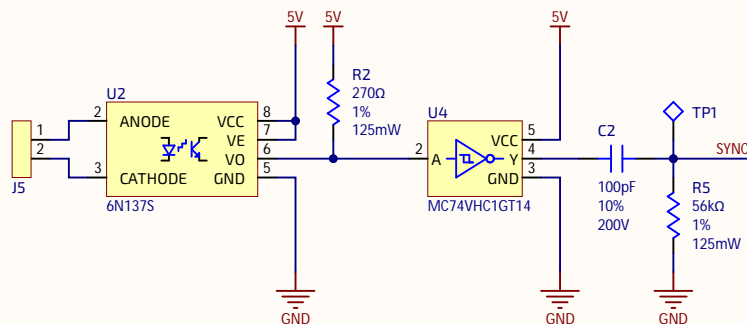 5V
5V
5V
U2
R2
270Ω
1%
125mW
U4
C2
TP1
2
ANODE
VCC
8
VE
7
VO
6
3
CATHODE
GND
5
1
2
J5
6N137S
2
A
VCC
5
Y
4
GND
3
MC74VHC1GT14
100pF
10%
200V
SYNC
R5
56kΩ
1%
125mW
GND
GND
GND